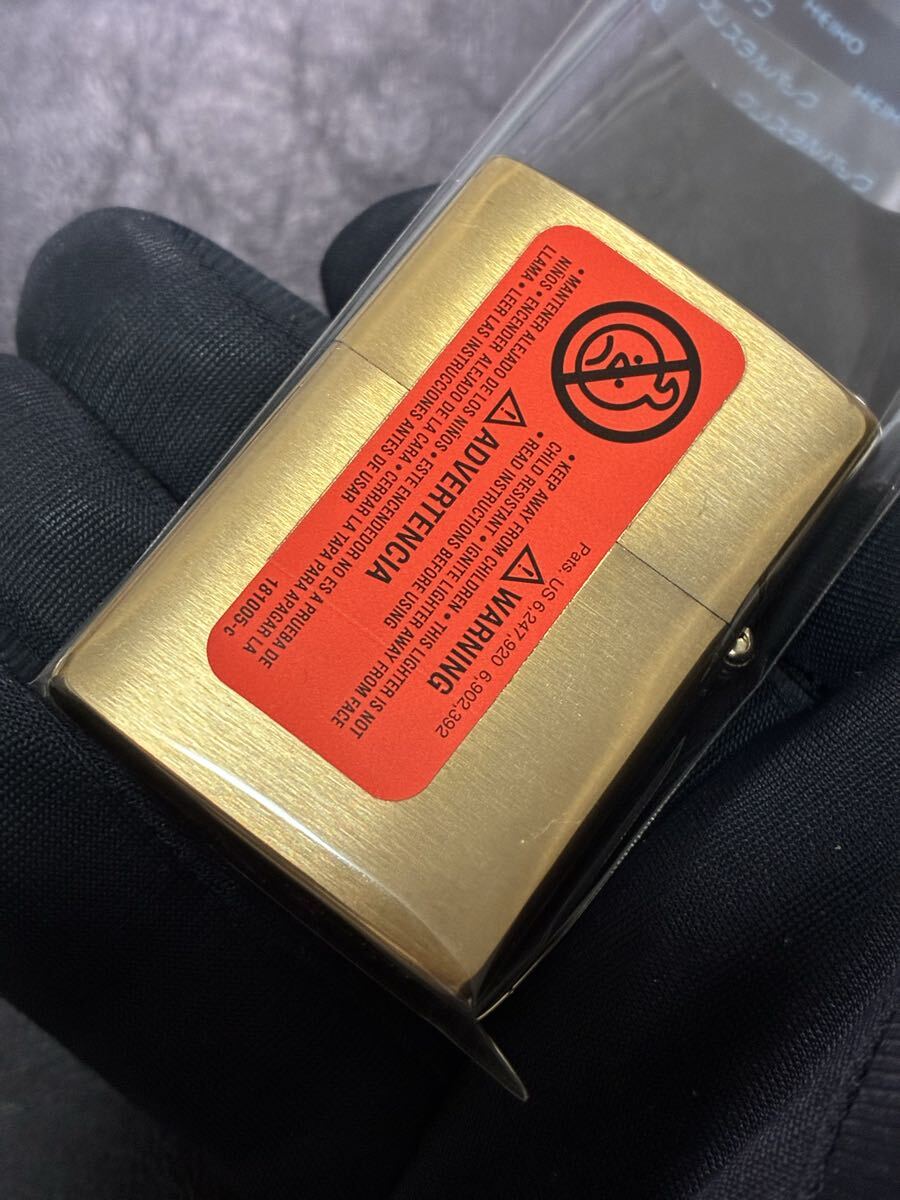 Pats. US 6,247,920 6,902,392
⚠ WARNING
• KEEP AWAY FROM CHILDREN • THIS LIGHTER IS NOT
CHILD RESISTANT • IGNITE LIGHTER AWAY FROM FACE
• READ INSTRUCTIONS BEFORE USING
⚠ ADVERTENCIA
• MANTENER ALEJADO DE LOS NIÑOS • ESTE ENCENDEDOR NO ES A PRUEBA DE
NIÑOS • ENCENDER ALEJADO DE LA CARA • CERRAR LA TAPA PARA APAGAR LA
LLAMA • LEER LAS INSTRUCCIONES ANTES DE USAR
181005-c